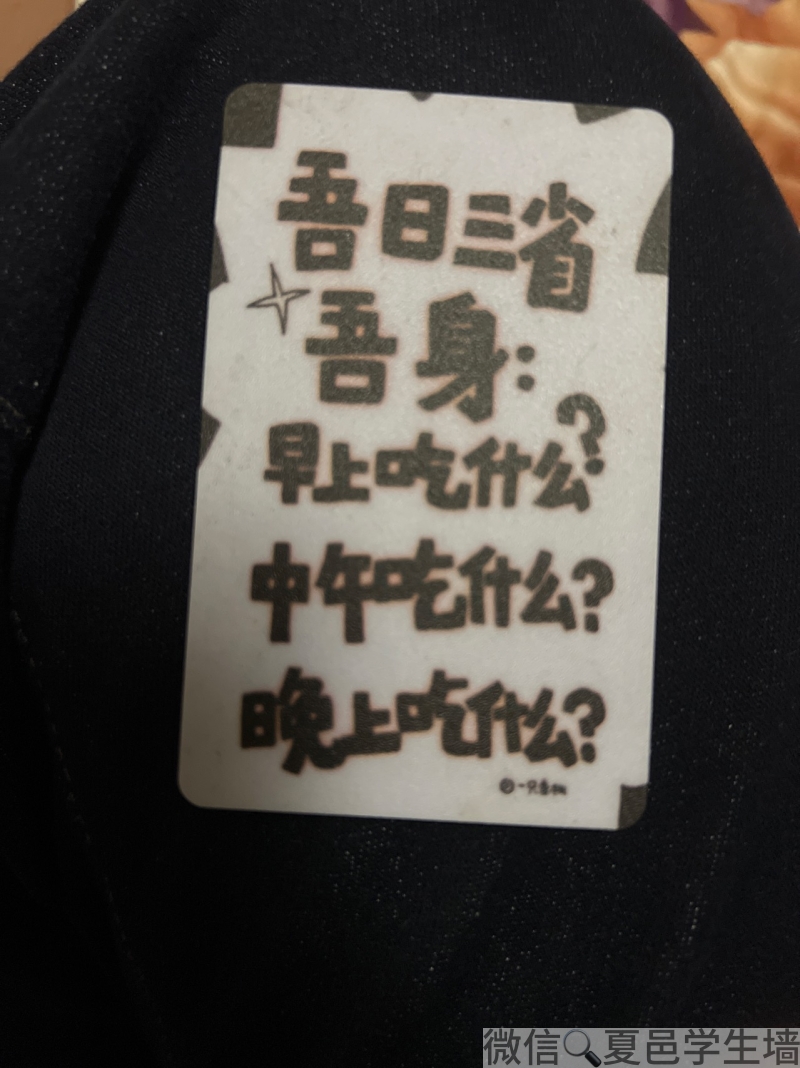 吾日三省
吾身:
早上吃什么?
中午吃什么?
晚上吃什么?
微信🔍夏邑学生墙